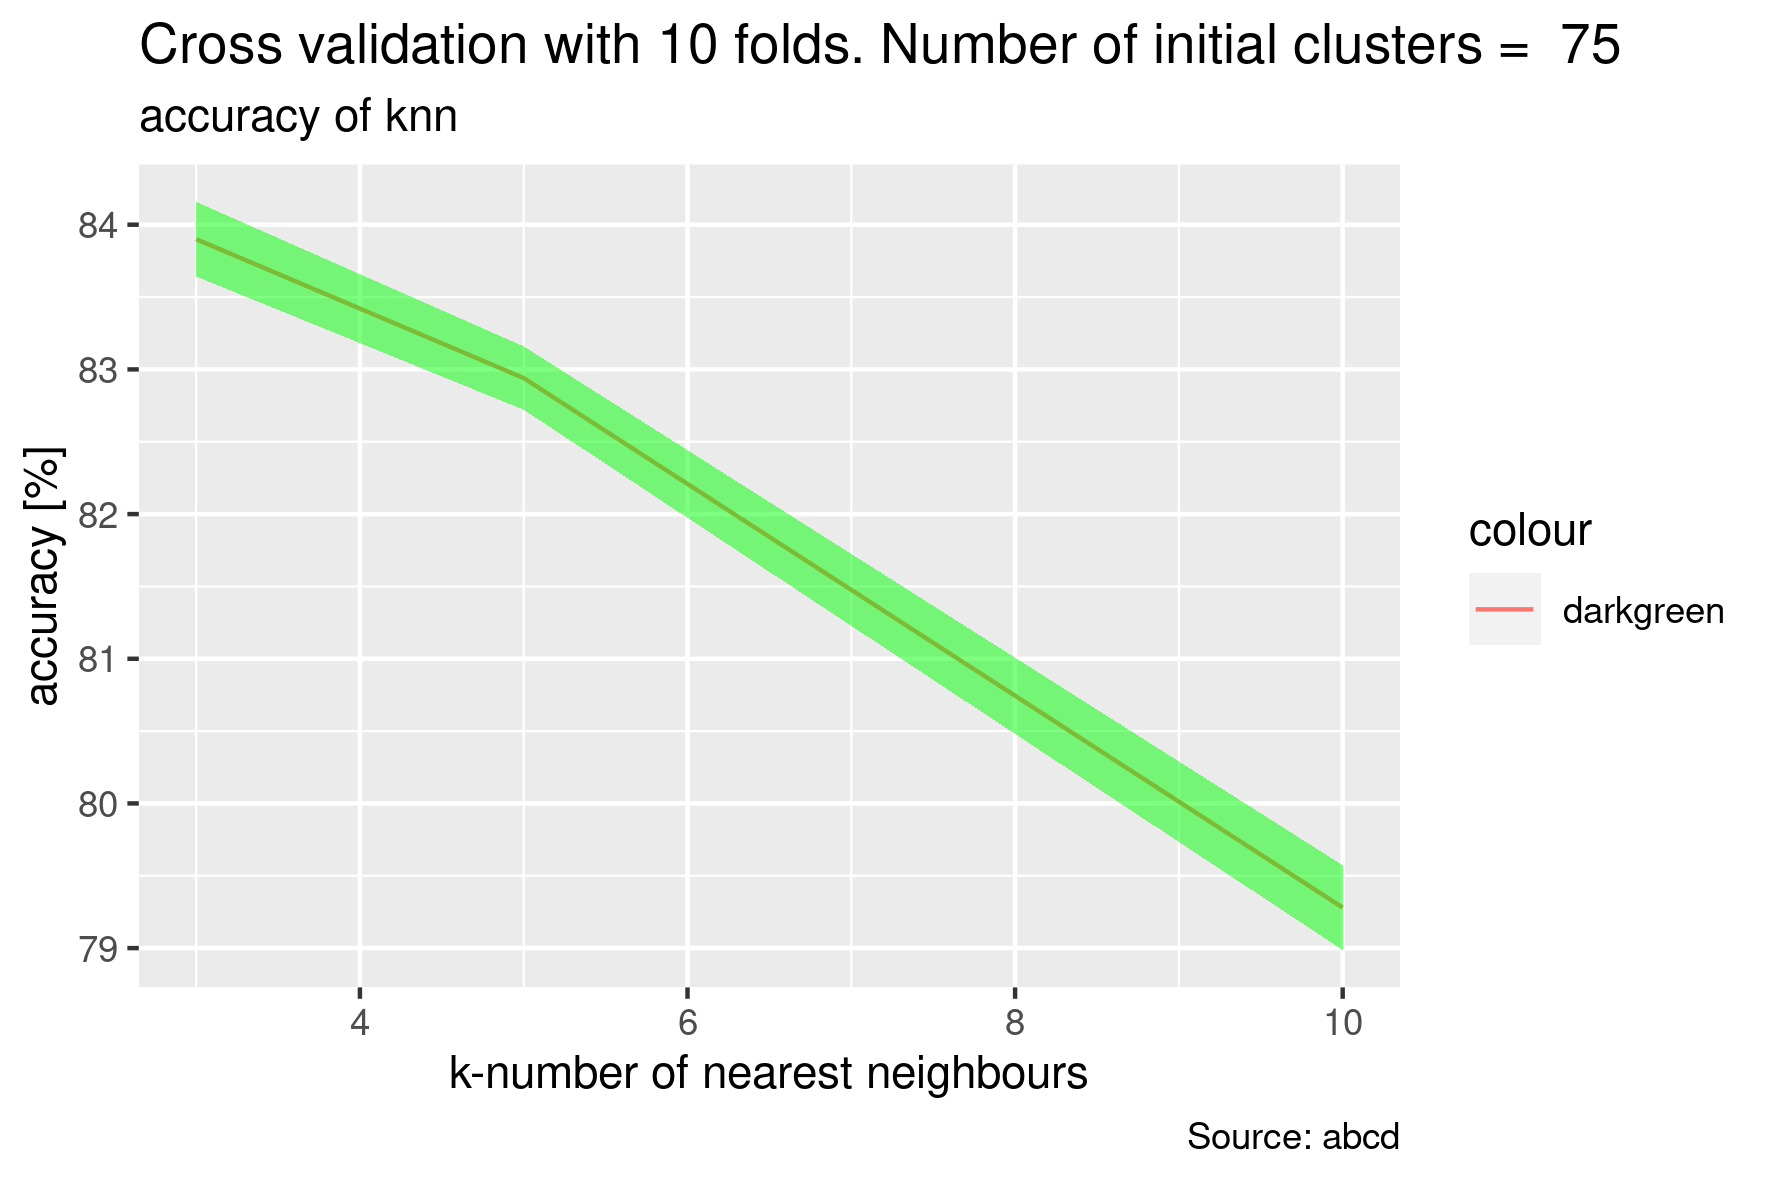 Cross validation with 10 folds. Number of initial clusters =  75
accuracy of knn
accuracy [%]
84
83
82
81
80
79
4 6 8 10
k-number of nearest neighbours
colour
darkgreen
Source: abcd